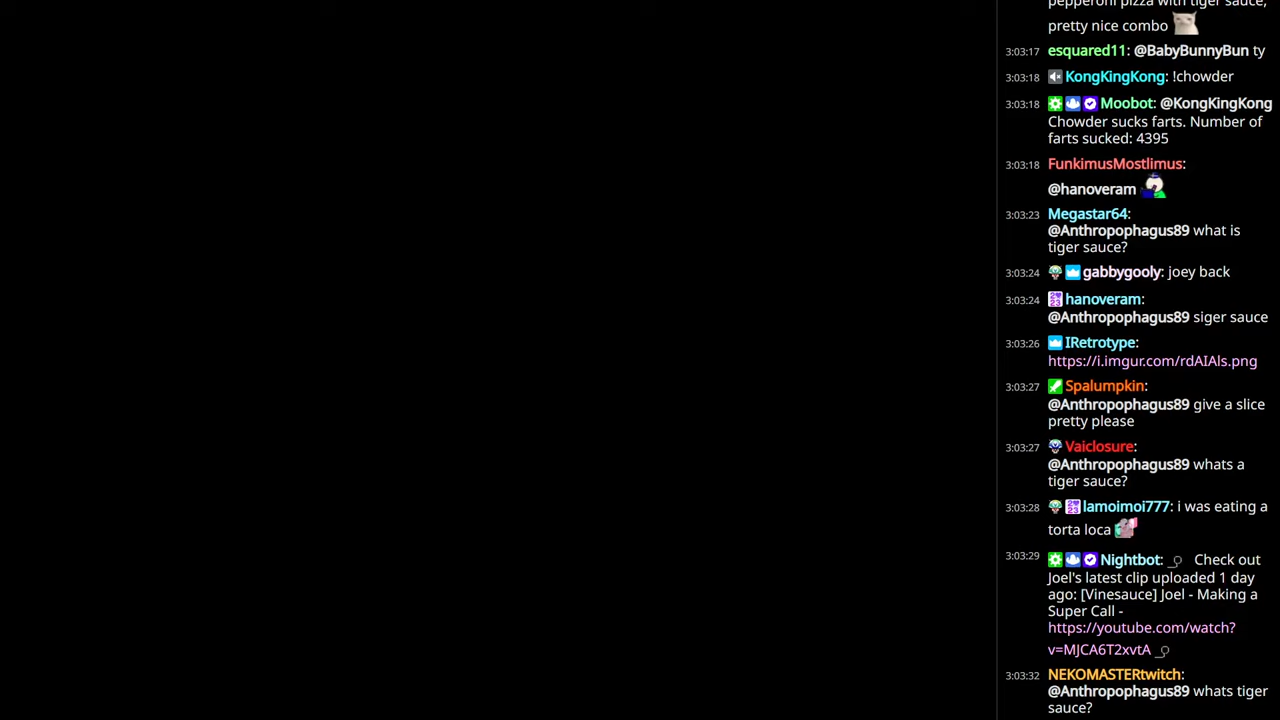 pepperoni pizza with tiger sauce,
pretty nice combo
3:03:17 esquared11: @BabyBunnyBun ty
3:03:18 KongKingKong: !chowder
3:03:18 Moobot: @KongKingKong
Chowder sucks farts. Number of
farts sucked: 4395
3:03:18 FunkimusMostlimus:
@hanoveram
3:03:23 Megastar64:
@Anthropophagus89 what is
tiger sauce?
3:03:24 gabbygooly: joey back
3:03:24 hanoveram:
@Anthropophagus89 siger sauce
3:03:26 IRetrotype:
https://i.imgur.com/rdAIAls.png
3:03:27 Spalumpkin:
@Anthropophagus89 give a slice
pretty please
3:03:27 Vaiclosure:
@Anthropophagus89 whats a
tiger sauce?
3:03:28 lamoimoi777: i was eating a
torta loca
3:03:29 Nightbot: Check out
Joel's latest clip uploaded 1 day
ago: [Vinesauce] Joel - Making a
Super Call -
https://youtube.com/watch?
v=MJCA6T2xvtA
3:03:32 NEKOMASTERtwitch:
@Anthropophagus89 whats tiger
sauce?